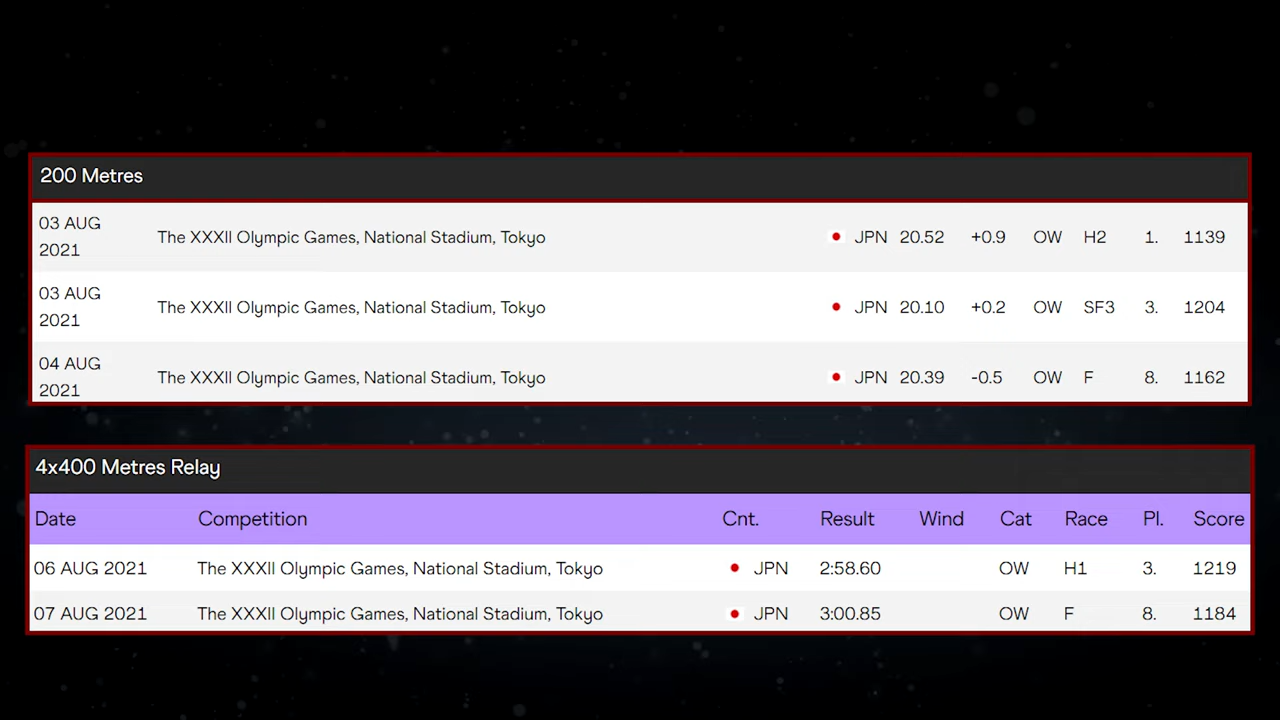 200 Metres
03 AUG
2021
The XXXII Olympic Games, National Stadium, Tokyo JPN 20.52 +0.9 OW H2 1. 1139
03 AUG
2021
The XXXII Olympic Games, National Stadium, Tokyo JPN 20.10 +0.2 OW SF3 3. 1204
04 AUG
2021
The XXXII Olympic Games, National Stadium, Tokyo JPN 20.39 -0.5 OW F 8. 1162
4x400 Metres Relay
Date Competition Cnt. Result Wind Cat Race Pl. Score
06 AUG 2021 The XXXII Olympic Games, National Stadium, Tokyo JPN 2:58.60 OW H1 3. 1219
07 AUG 2021 The XXXII Olympic Games, National Stadium, Tokyo JPN 3:00.85 OW F 8. 1184